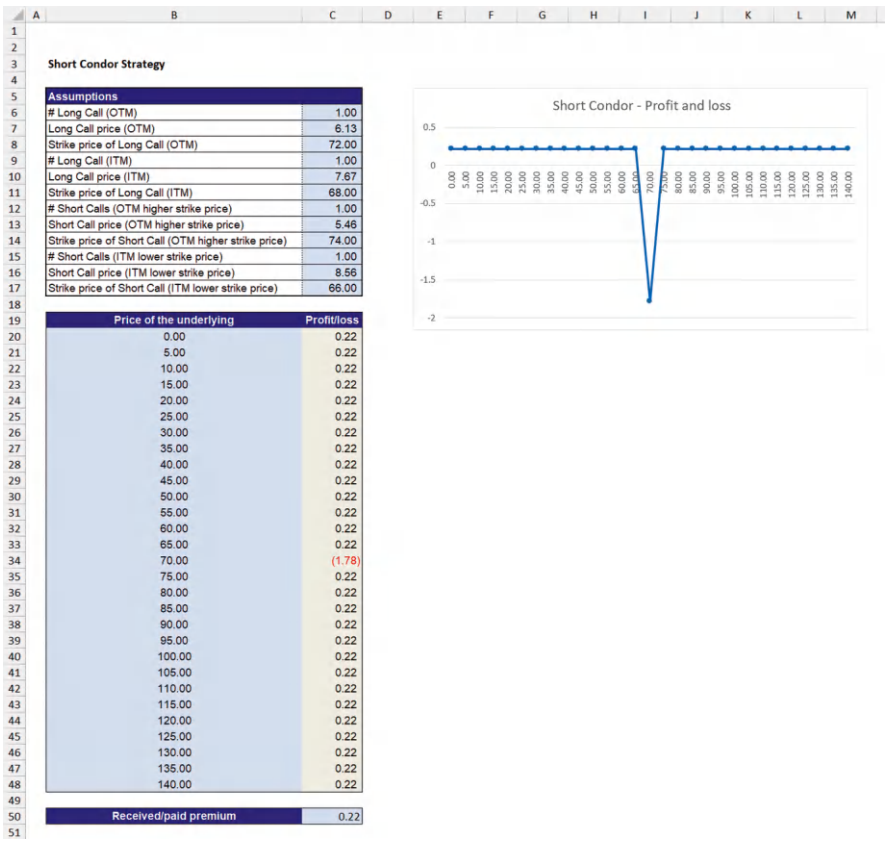 A B C D E F G H I J K L M
1
2
3 Short Condor Strategy
4
5 Assumptions
6 # Long Call (OTM) 1.00
7 Long Call price (OTM) 6.13
8 Strike price of Long Call (OTM) 72.00
9 # Long Call (ITM) 1.00
10 Long Call price (ITM) 7.67
11 Strike price of Long Call (ITM) 68.00
12 # Short Calls (OTM higher strike price) 1.00
13 Short Call price (OTM higher strike price) 5.46
14 Strike price of Short Call (OTM higher strike price) 74.00
15 # Short Calls (ITM lower strike price) 1.00
16 Short Call price (ITM lower strike price) 8.56
17 Strike price of Short Call (ITM lower strike price) 66.00
18
19 Price of the underlying Profit/loss
20 0.00 0.22
21 5.00 0.22
22 10.00 0.22
23 15.00 0.22
24 20.00 0.22
25 25.00 0.22
26 30.00 0.22
27 35.00 0.22
28 40.00 0.22
29 45.00 0.22
30 50.00 0.22
31 55.00 0.22
32 60.00 0.22
33 65.00 0.22
34 70.00 (1.78)
35 75.00 0.22
36 80.00 0.22
37 85.00 0.22
38 90.00 0.22
39 95.00 0.22
40 100.00 0.22
41 105.00 0.22
42 110.00 0.22
43 115.00 0.22
44 120.00 0.22
45 125.00 0.22
46 130.00 0.22
47 135.00 0.22
48 140.00 0.22
49
50 Received/paid premium 0.22
51
Short Condor - Profit and loss
0.5
0
-0.5
-1
-1.5
-2
0.00 5.00 10.00 15.00 20.00 25.00 30.00 35.00 40.00 45.00 50.00 55.00 60.00 65.00 70.00 75.00 80.00 85.00 90.00 95.00 100.00 105.00 110.00 115.00 120.00 125.00 130.00 135.00 140.00